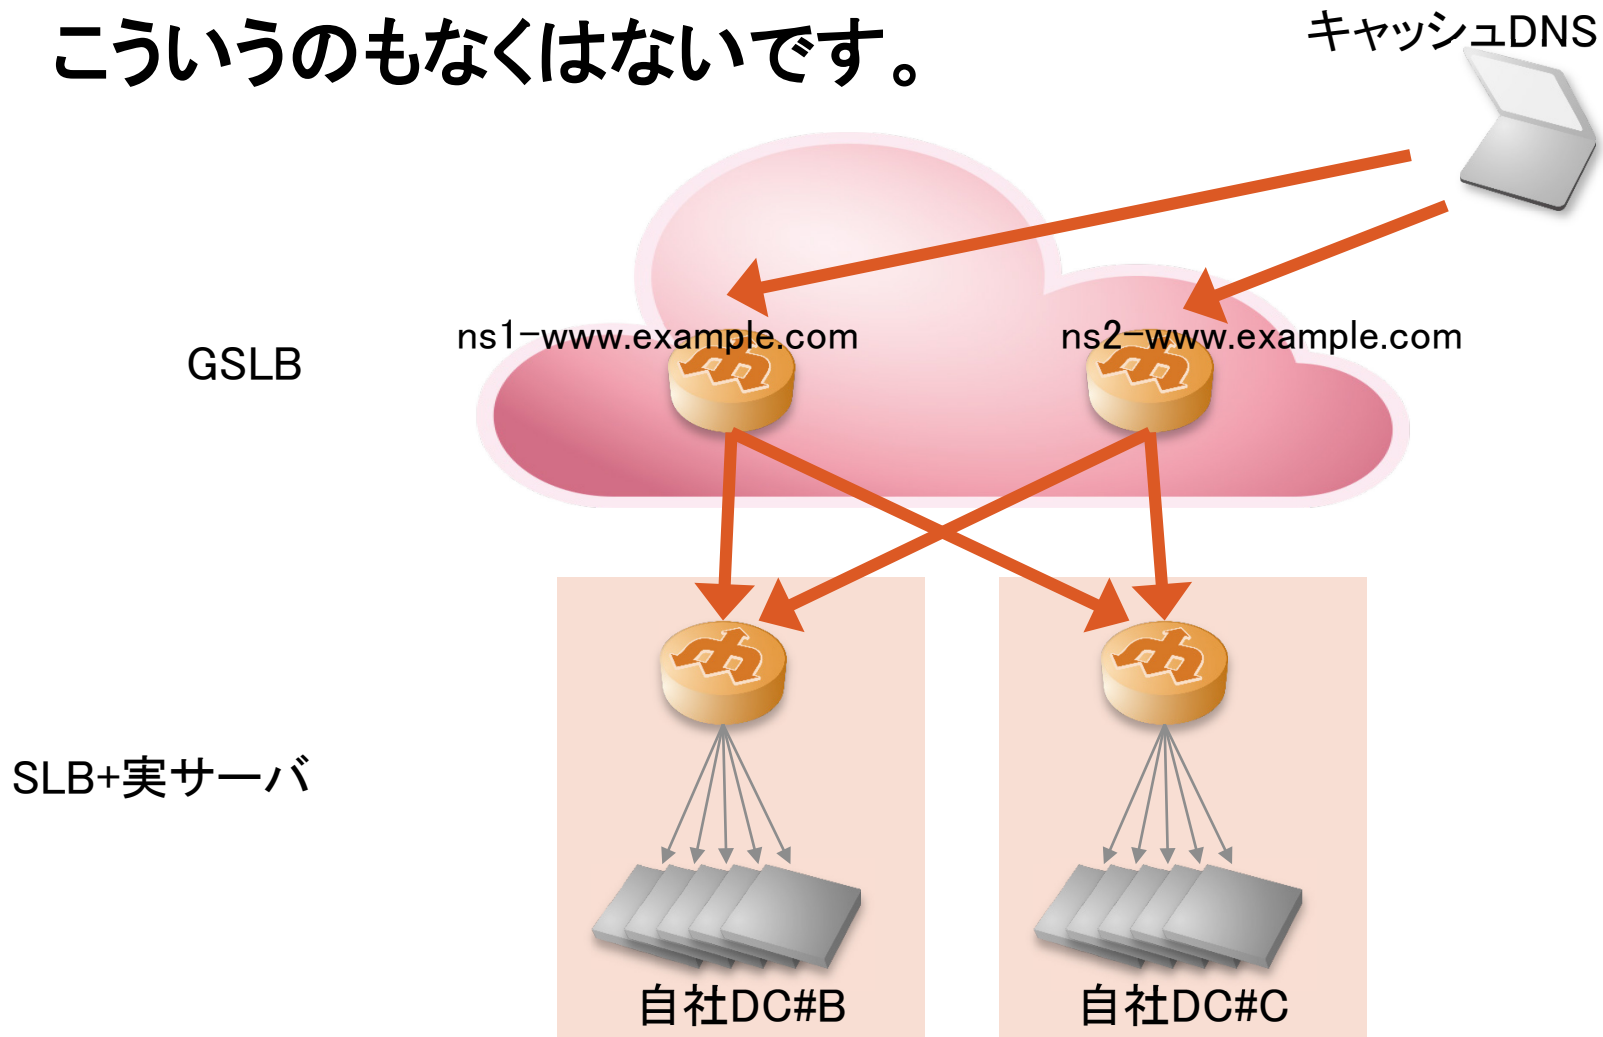 こういうのもなくはないです。
キャッシュDNS
ns1-www.example.com
ns2-www.example.com
GSLB
SLB+実サーバ
自社DC#B
自社DC#C